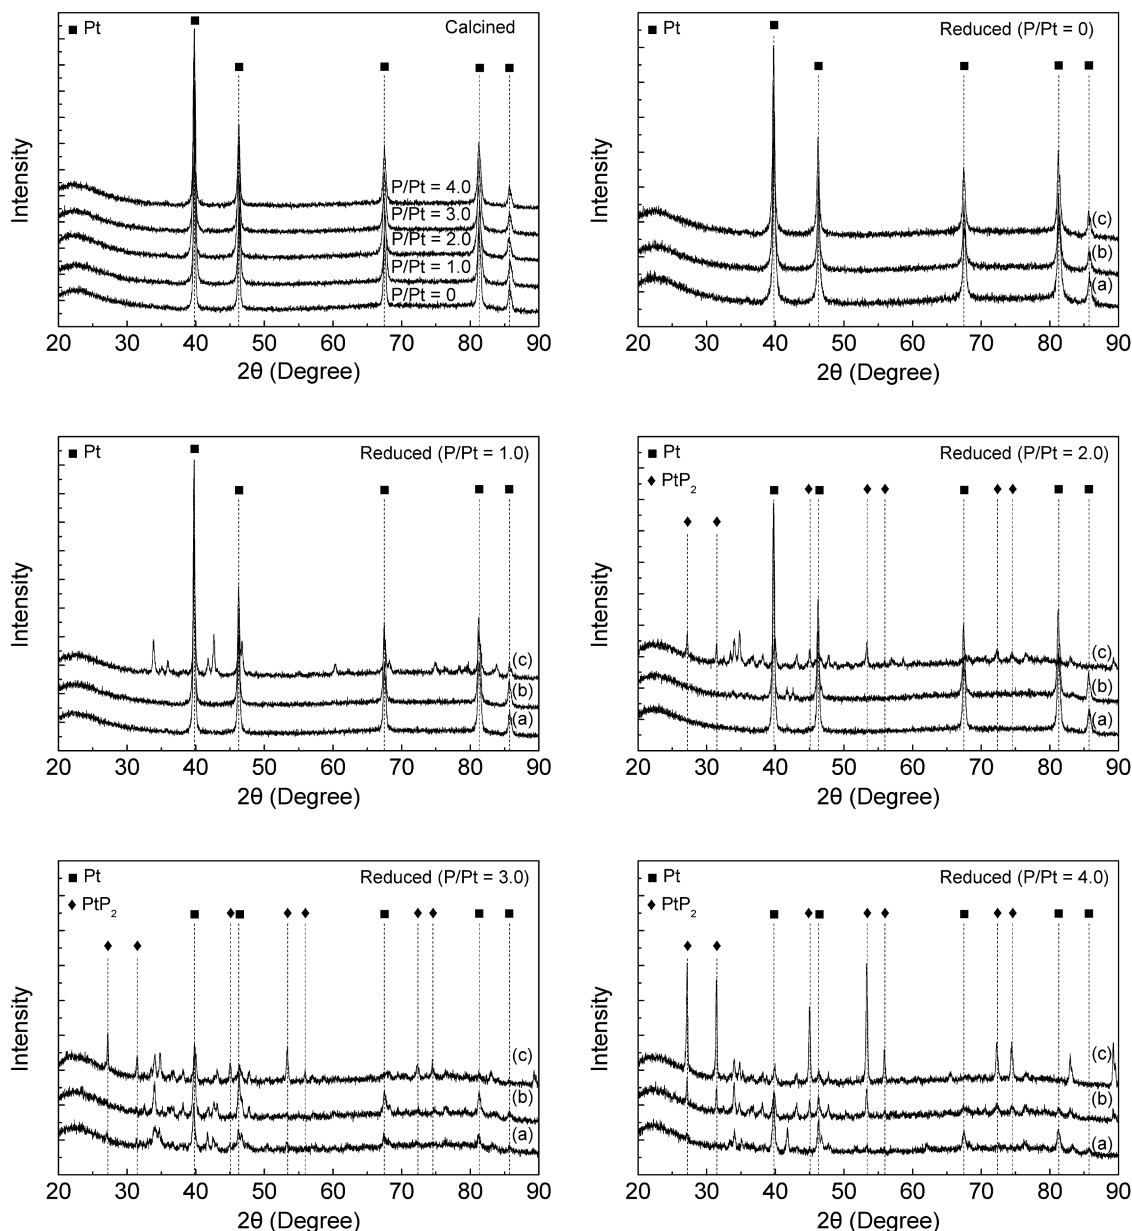 ■ Pt
Calcined
P/Pt = 4.0
P/Pt = 3.0
P/Pt = 2.0
P/Pt = 1.0
P/Pt = 0
Intensity
20 30 40 50 60 70 80 90
2θ (Degree)
■ Pt
Reduced (P/Pt = 0)
(c)
(b)
(a)
Intensity
20 30 40 50 60 70 80 90
2θ (Degree)
■ Pt
Reduced (P/Pt = 1.0)
(c)
(b)
(a)
Intensity
20 30 40 50 60 70 80 90
2θ (Degree)
■ Pt
Reduced (P/Pt = 2.0)
◆ PtP₂
(c)
(b)
(a)
Intensity
20 30 40 50 60 70 80 90
2θ (Degree)
■ Pt
Reduced (P/Pt = 3.0)
◆ PtP₂
(c)
(b)
(a)
Intensity
20 30 40 50 60 70 80 90
2θ (Degree)
■ Pt
Reduced (P/Pt = 4.0)
◆ PtP₂
(c)
(b)
(a)
Intensity
20 30 40 50 60 70 80 90
2θ (Degree)